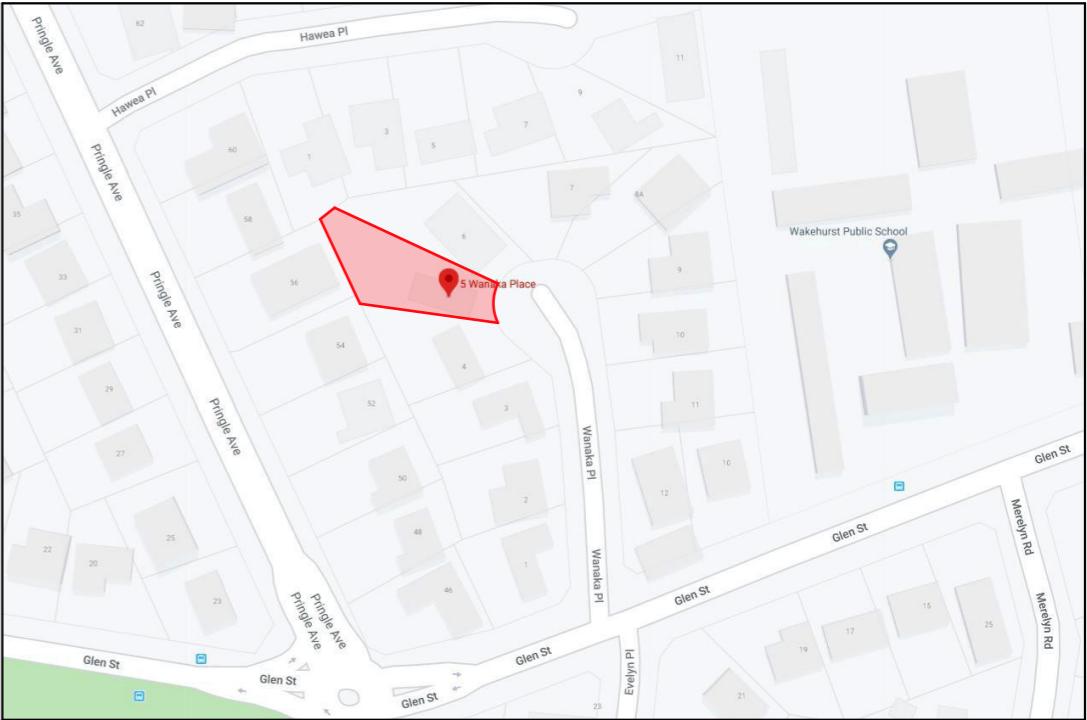 62
Pringle Ave
Hawea Pl
11
Hawea Pl
9
60
3
7
5
1
Pringle Ave
7
8A
35
58
6
Wakehurst Public School
56
5 Wanaka Place
9
33
Pringle Ave
31
54
10
4
29
52
3
11
Pringle Ave
27
Wanaka Pl
Glen St
10
50
12
2
Merelyn Rd
25
48
Glen St
22
20
1
Wanaka Pl
46
Glen St
23
Pringle Ave
Pringle Ave
15
Merelyn Rd
17
25
19
Glen St
Glen St
Glen St
Evelyn Pl
21
Glen St
23